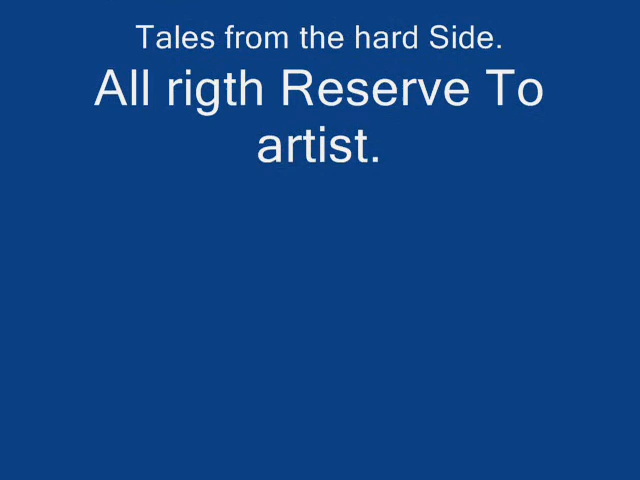 Tales from the hard Side.
All rigth Reserve To
artist.